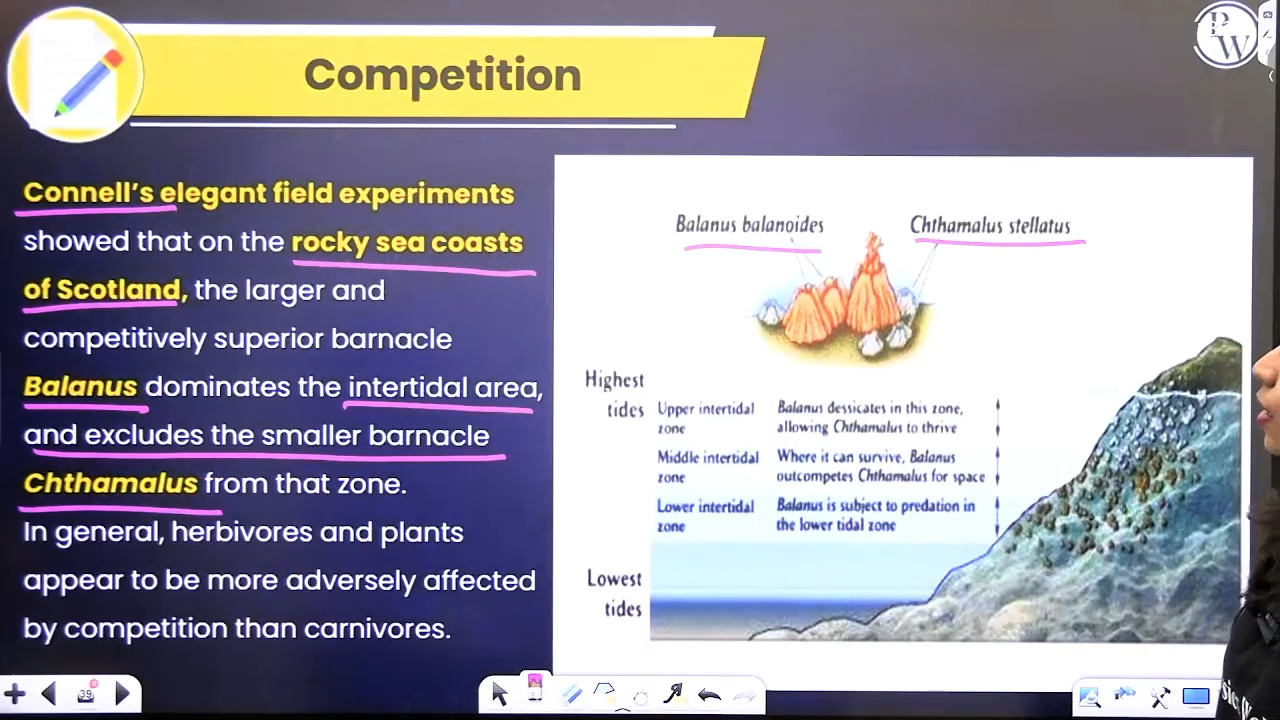 Competition
PW
Connell's elegant field experiments
showed that on the rocky sea coasts
of Scotland, the larger and
competitively superior barnacle
Balanus dominates the intertidal area,
and excludes the smaller barnacle
Chthamalus from that zone.
In general, herbivores and plants
appear to be more adversely affected
by competition than carnivores.
Balanus balanoides
Chthamalus stellatus
Highest
tides
Upper intertidal
zone
Balanus dessicates in this zone,
allowing Chthamalus to thrive
Middle intertidal
zone
Where it can survive, Balanus
outcompetes Chthamalus for space
Lower intertidal
zone
Balanus is subject to predation in
the lower tidal zone
Lowest
tides
39